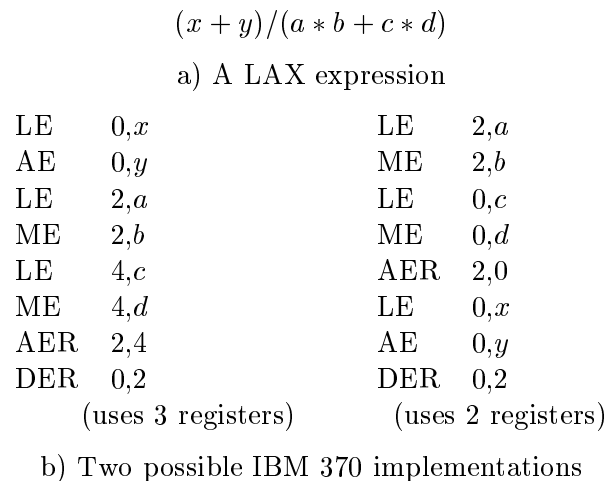 (x + y)/(a * b + c * d)
a) A LAX expression
LE 0,x LE 2,a
AE 0,y ME 2,b
LE 2,a LE 0,c
ME 2,b ME 0,d
LE 4,c AER 2,0
ME 4,d LE 0,x
AER 2,4 AE 0,y
DER 0,2 DER 0,2
(uses 3 registers) (uses 2 registers)
b) Two possible IBM 370 implementations